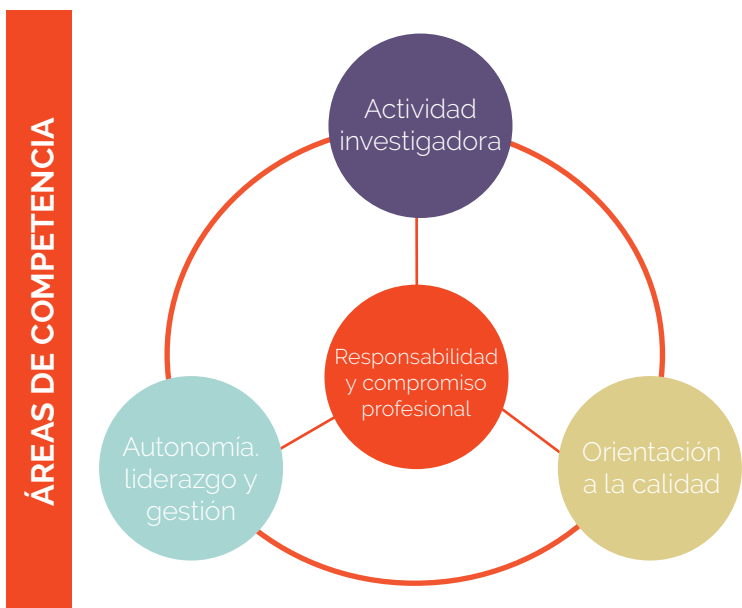 ÁREAS DE COMPETENCIA
Actividad
investigadora
Responsabilidad
y compromiso
profesional
Autonomía.
liderazgo y
gestión
Orientación
a la calidad